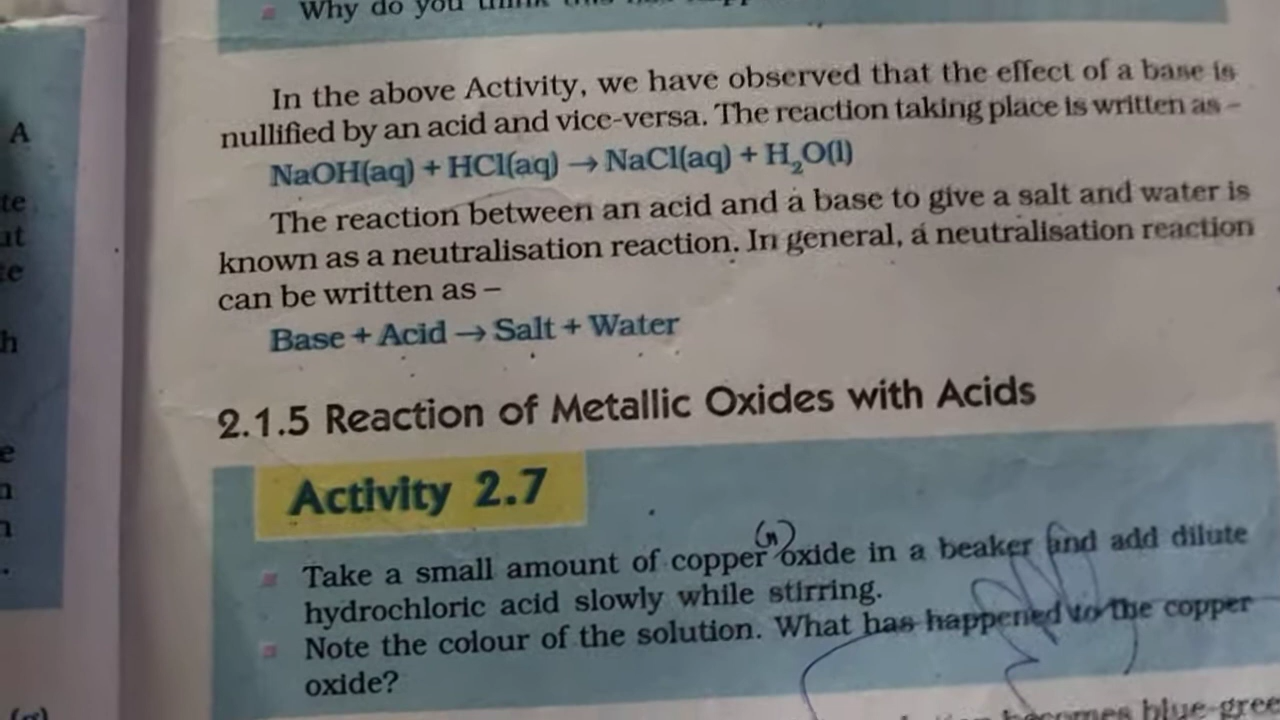 Why do you think this
In the above Activity, we have observed that the effect of a base is
nullified by an acid and vice-versa. The reaction taking place is written as –
NaOH(aq) + HCl(aq) → NaCl(aq) + H₂O(l)
The reaction between an acid and a base to give a salt and water is
known as a neutralisation reaction. In general, a neutralisation reaction
can be written as –
Base + Acid → Salt + Water
2.1.5 Reaction of Metallic Oxides with Acids
Activity 2.7
Take a small amount of copper oxide in a beaker and add dilute
hydrochloric acid slowly while stirring.
Note the colour of the solution. What has happened to the copper
oxide?
becomes blue-gree
A
te
ut
h
e